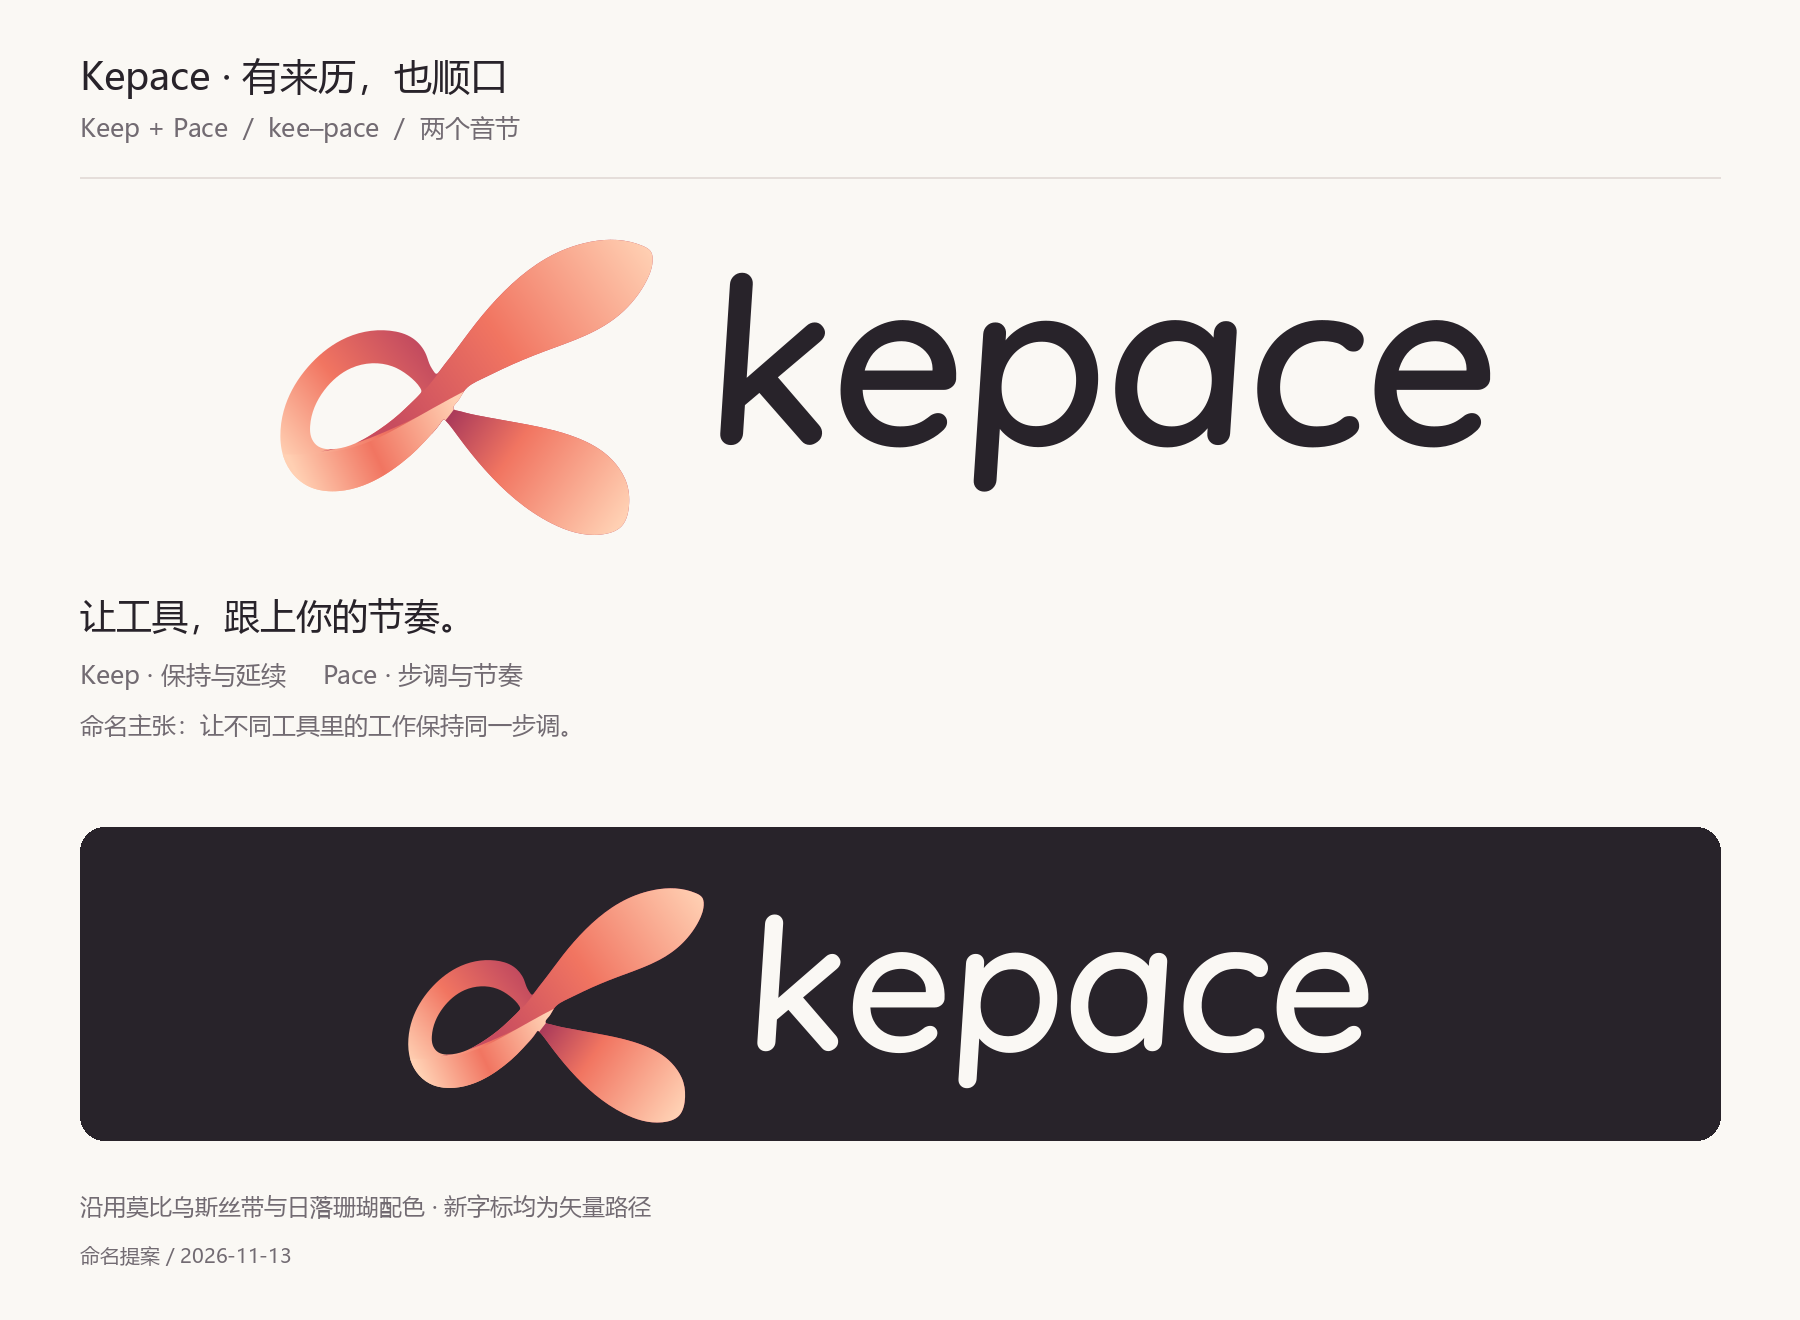 Kepace · 有来历，也顺口
Keep + Pace / kee–pace / 两个音节
kepace
让工具，跟上你的节奏。
Keep · 保持与延续 Pace · 步调与节奏
命名主张：让不同工具里的工作保持同一步调。
kepace
沿用莫比乌斯丝带与日落珊瑚配色 · 新字标均为矢量路径
命名提案 / 2026-11-13